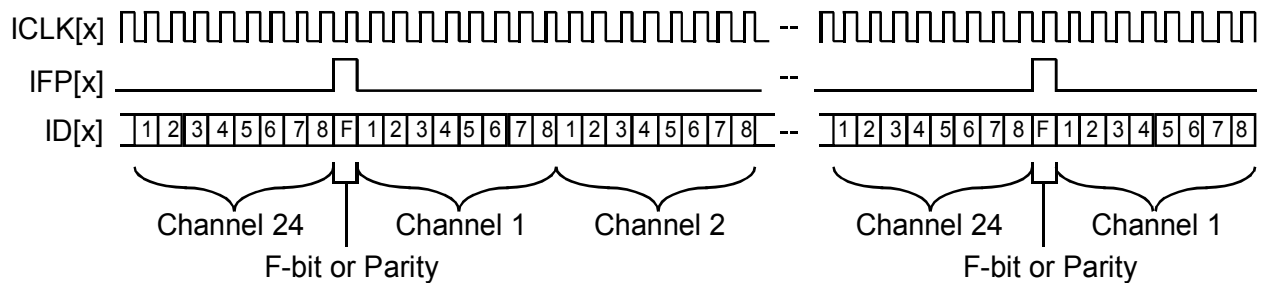 ICLK[x] --
IFP[x] --
ID[x] 1 2 3 4 5 6 7 8 F 1 2 3 4 5 6 7 8 1 2 3 4 5 6 7 8 -- 1 2 3 4 5 6 7 8 F 1 2 3 4 5 6 7 8
Channel 24 Channel 1 Channel 2 Channel 24 Channel 1
F-bit or Parity F-bit or Parity